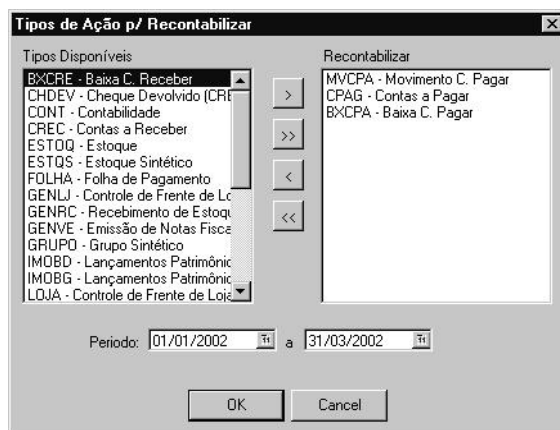 Tipos de Ação p/ Recontabilizar
Tipos Disponíveis
BXCRE - Baixa C. Receber
CHDEV - Cheque Devolvido (CRE
CONT - Contabilidade
CREC - Contas a Receber
ESTOQ - Estoque
ESTQS - Estoque Sintético
FOLHA - Folha de Pagamento
GENLJ - Controle de Frente de Lo
GENRC - Recebimento de Estoqu
GENVE - Emissão de Notas Fisca
GRUPO - Grupo Sintético
IMOBD - Lançamentos Patrimônic
IMOBG - Lançamentos Patrimônic
LOJA - Controle de Frente de Loja
>
>>
<
<<
Recontabilizar
MVCPA - Movimento C. Pagar
CPAG - Contas a Pagar
BXCPA - Baixa C. Pagar
Periodo: 01/01/2002 a 31/03/2002
OK Cancel